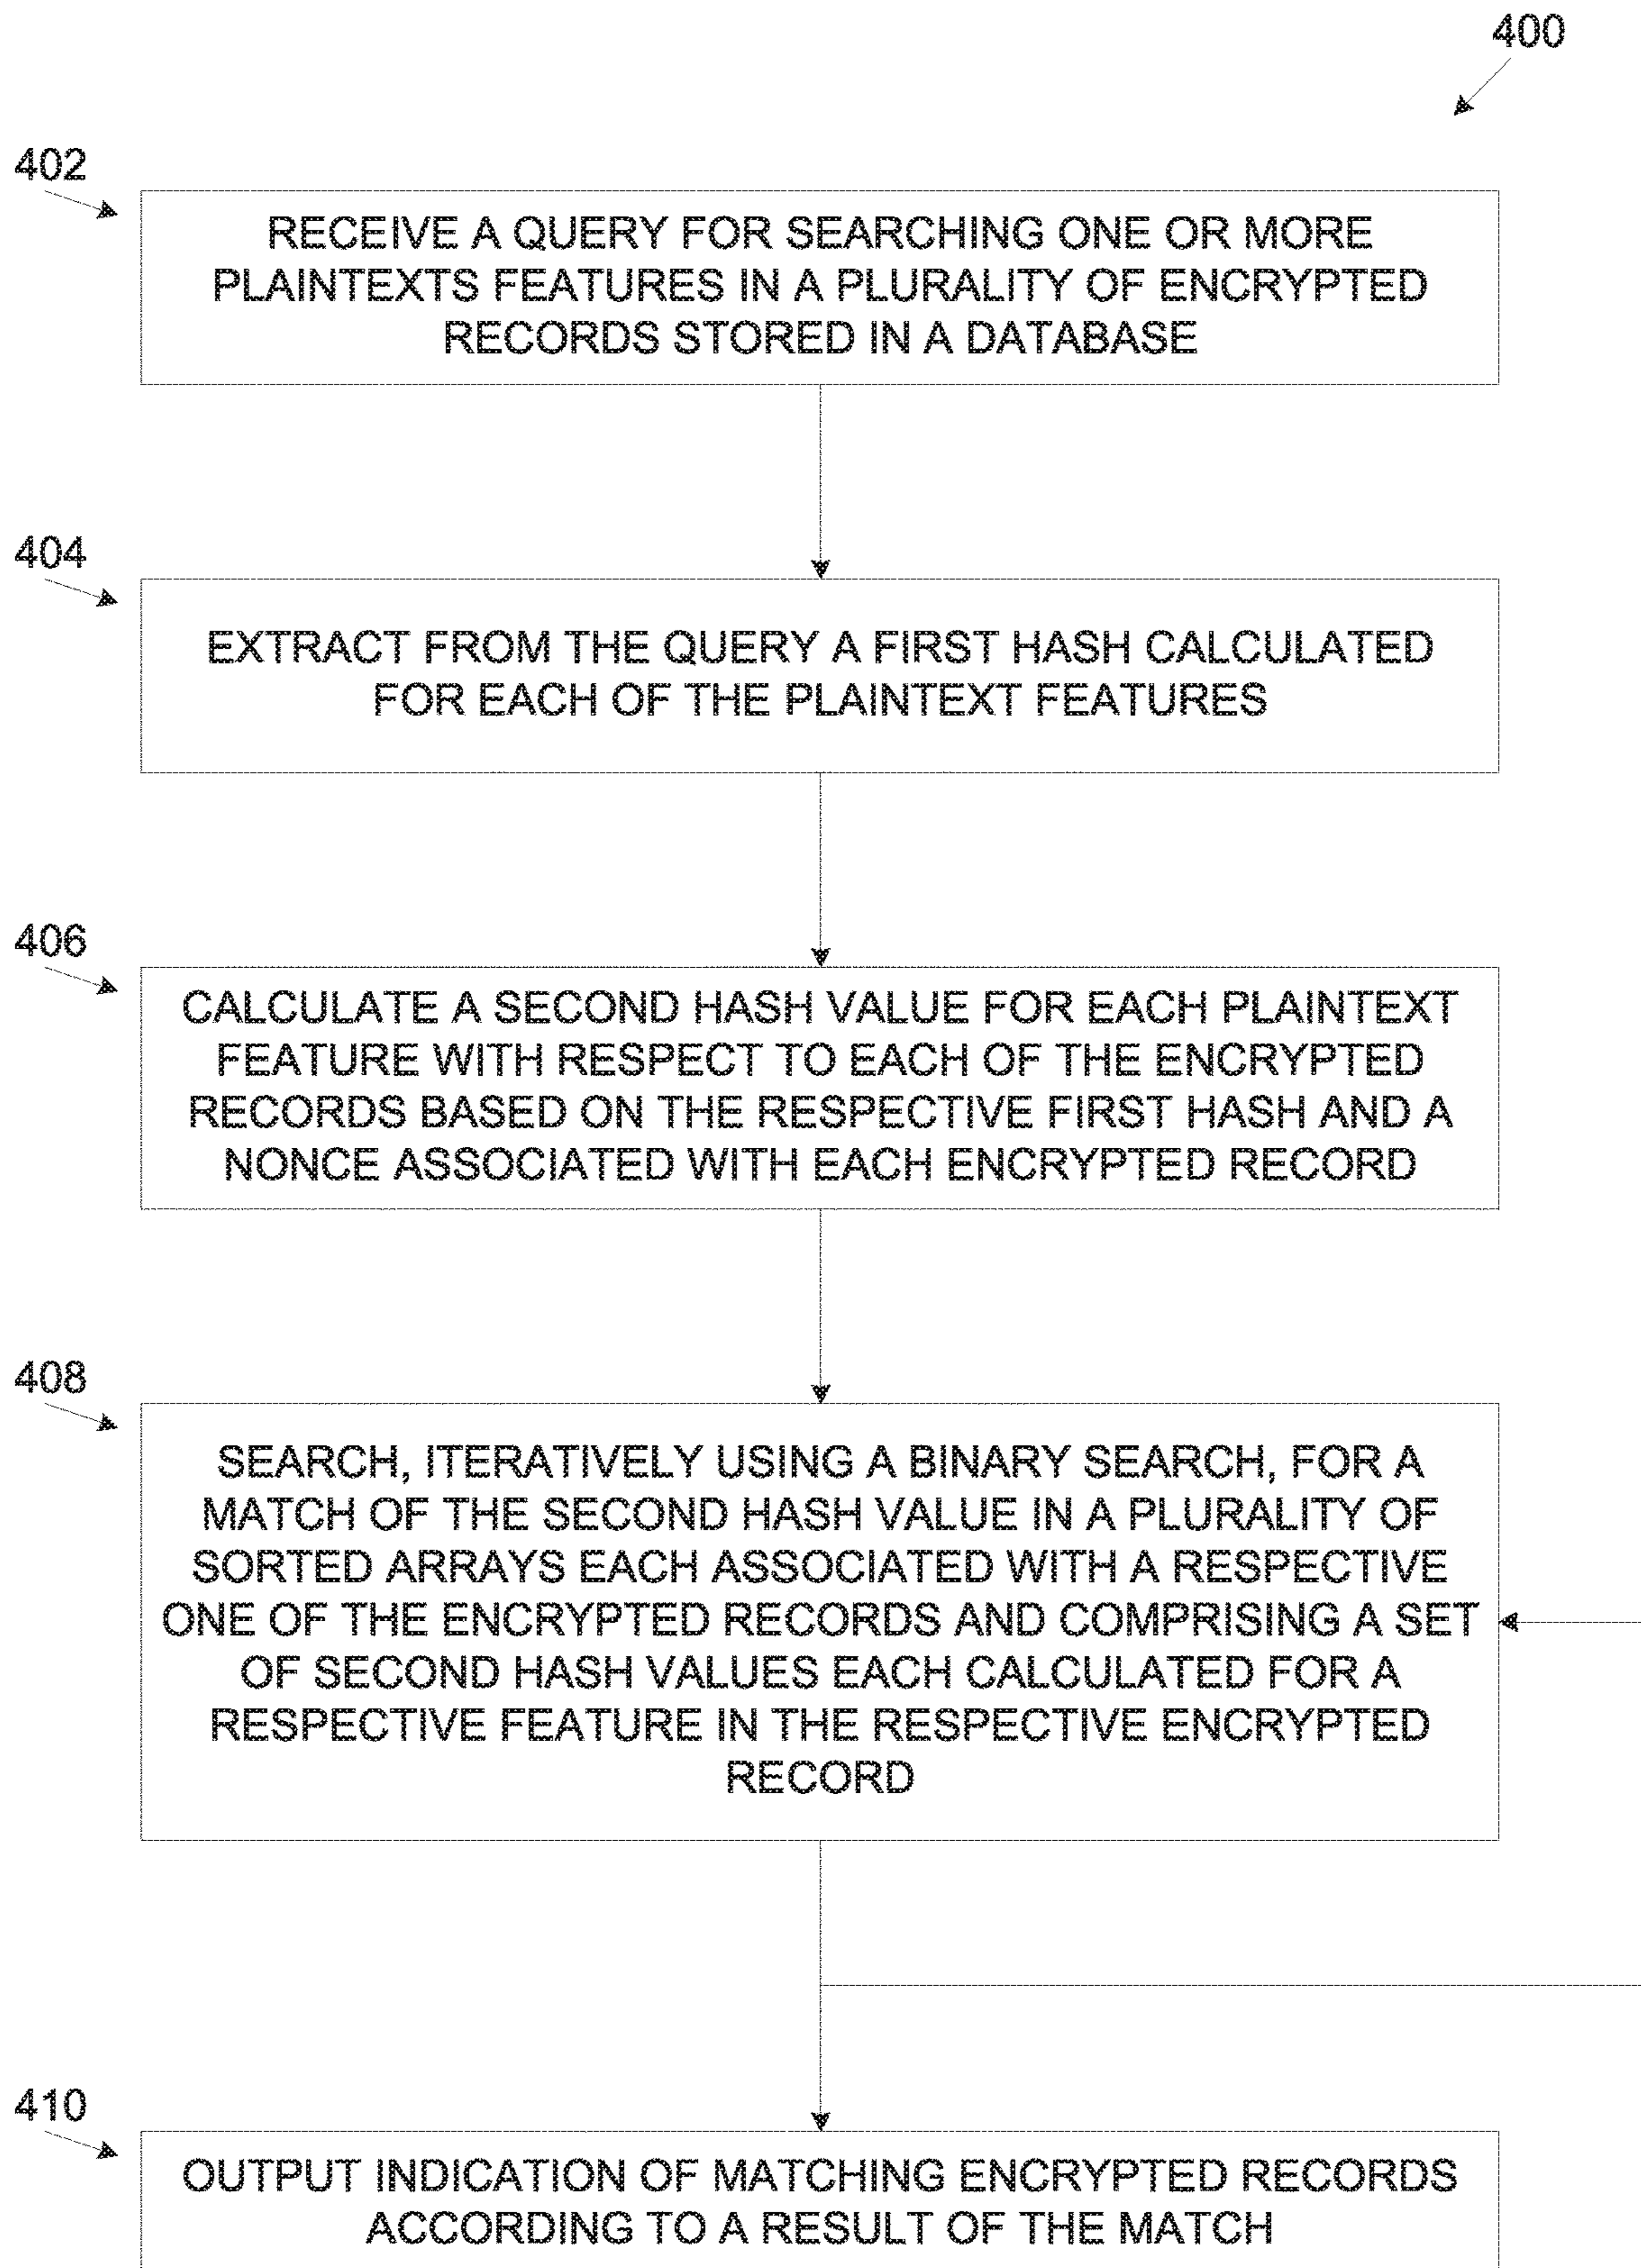 400
402
RECEIVE A QUERY FOR SEARCHING ONE OR MORE
PLAINTEXTS FEATURES IN A PLURALITY OF ENCRYPTED
RECORDS STORED IN A DATABASE
404
EXTRACT FROM THE QUERY A FIRST HASH CALCULATED
FOR EACH OF THE PLAINTEXT FEATURES
406
CALCULATE A SECOND HASH VALUE FOR EACH PLAINTEXT
FEATURE WITH RESPECT TO EACH OF THE ENCRYPTED
RECORDS BASED ON THE RESPECTIVE FIRST HASH AND A
NONCE ASSOCIATED WITH EACH ENCRYPTED RECORD
408
SEARCH, ITERATIVELY USING A BINARY SEARCH, FOR A
MATCH OF THE SECOND HASH VALUE IN A PLURALITY OF
SORTED ARRAYS EACH ASSOCIATED WITH A RESPECTIVE
ONE OF THE ENCRYPTED RECORDS AND COMPRISING A SET
OF SECOND HASH VALUES EACH CALCULATED FOR A
RESPECTIVE FEATURE IN THE RESPECTIVE ENCRYPTED
RECORD
410
OUTPUT INDICATION OF MATCHING ENCRYPTED RECORDS
ACCORDING TO A RESULT OF THE MATCH